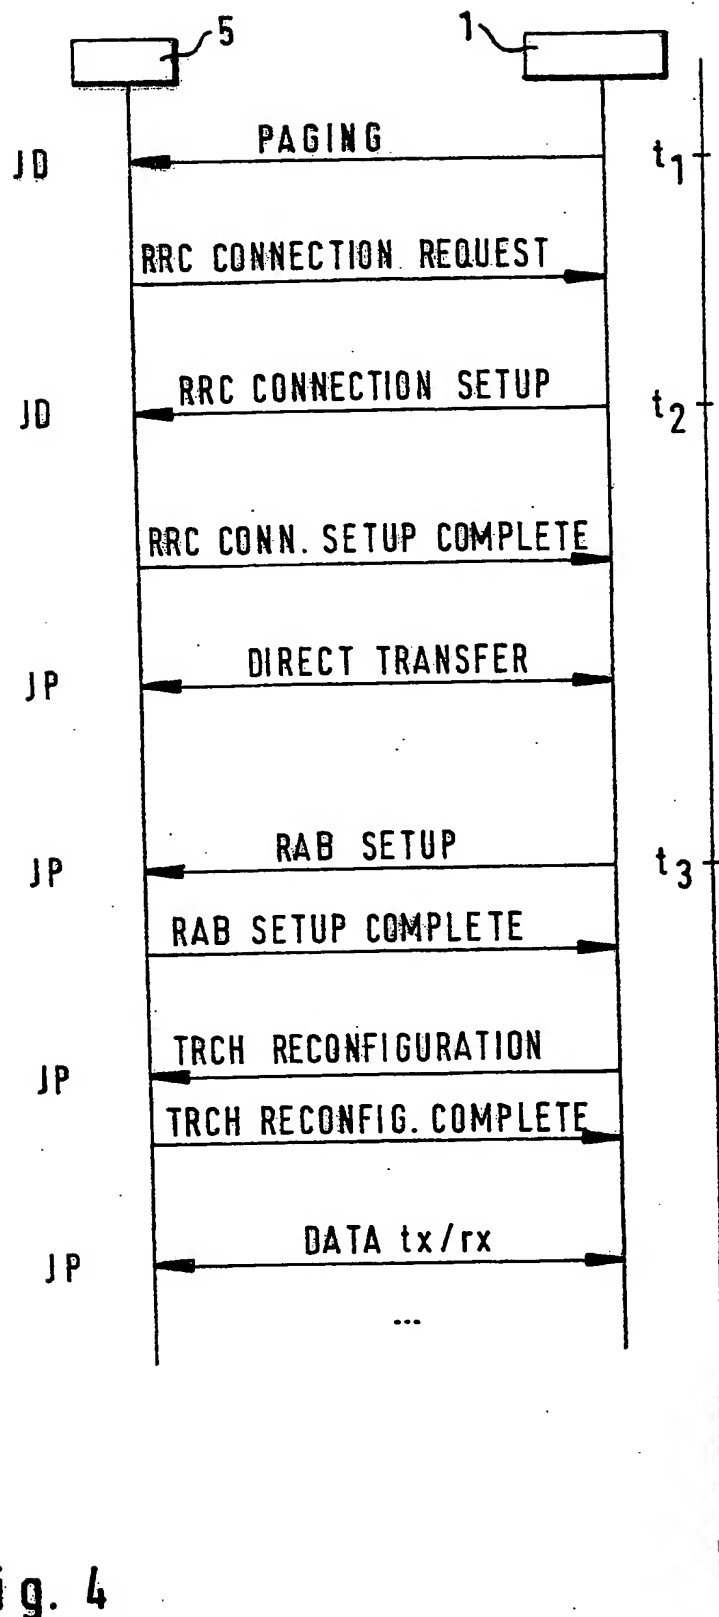 5 1
PAGING
JD t1
RRC CONNECTION REQUEST
RRC CONNECTION SETUP
JD t2
RRC CONN. SETUP COMPLETE
DIRECT TRANSFER
JP
RAB SETUP
JP t3
RAB SETUP COMPLETE
TRCH RECONFIGURATION
JP
TRCH RECONFIG. COMPLETE
DATA tx/rx
JP
...
ig. 4